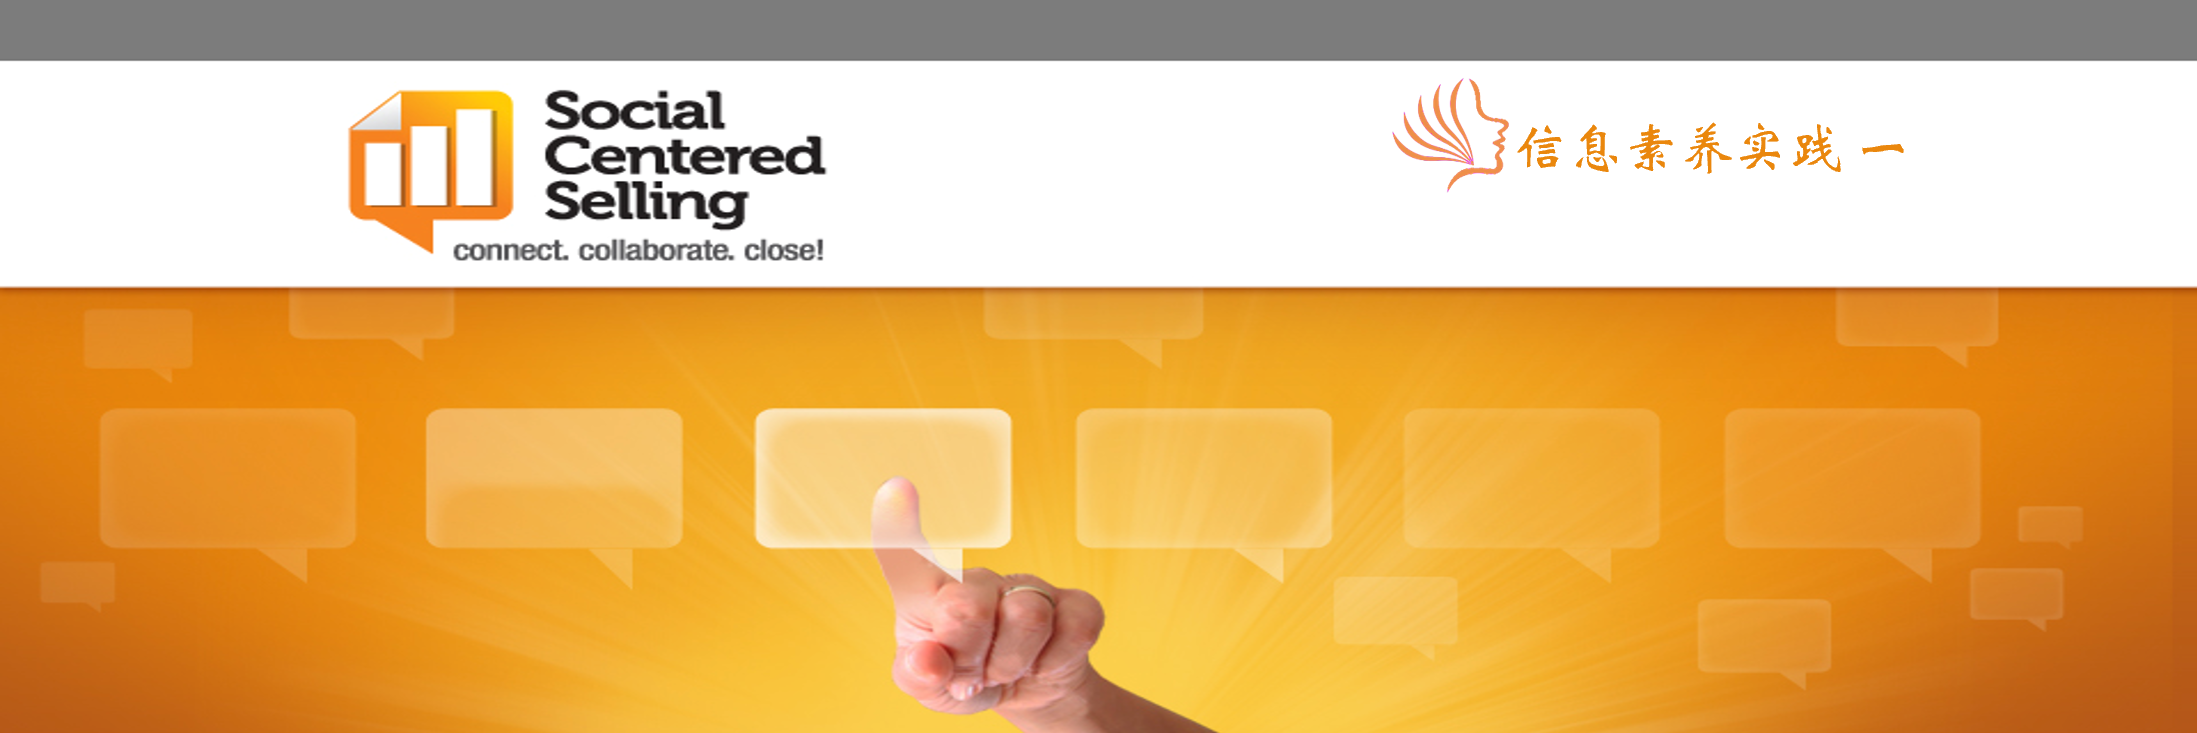 Social
Centered
Selling
connect. collaborate. close!
信息素养实践 一